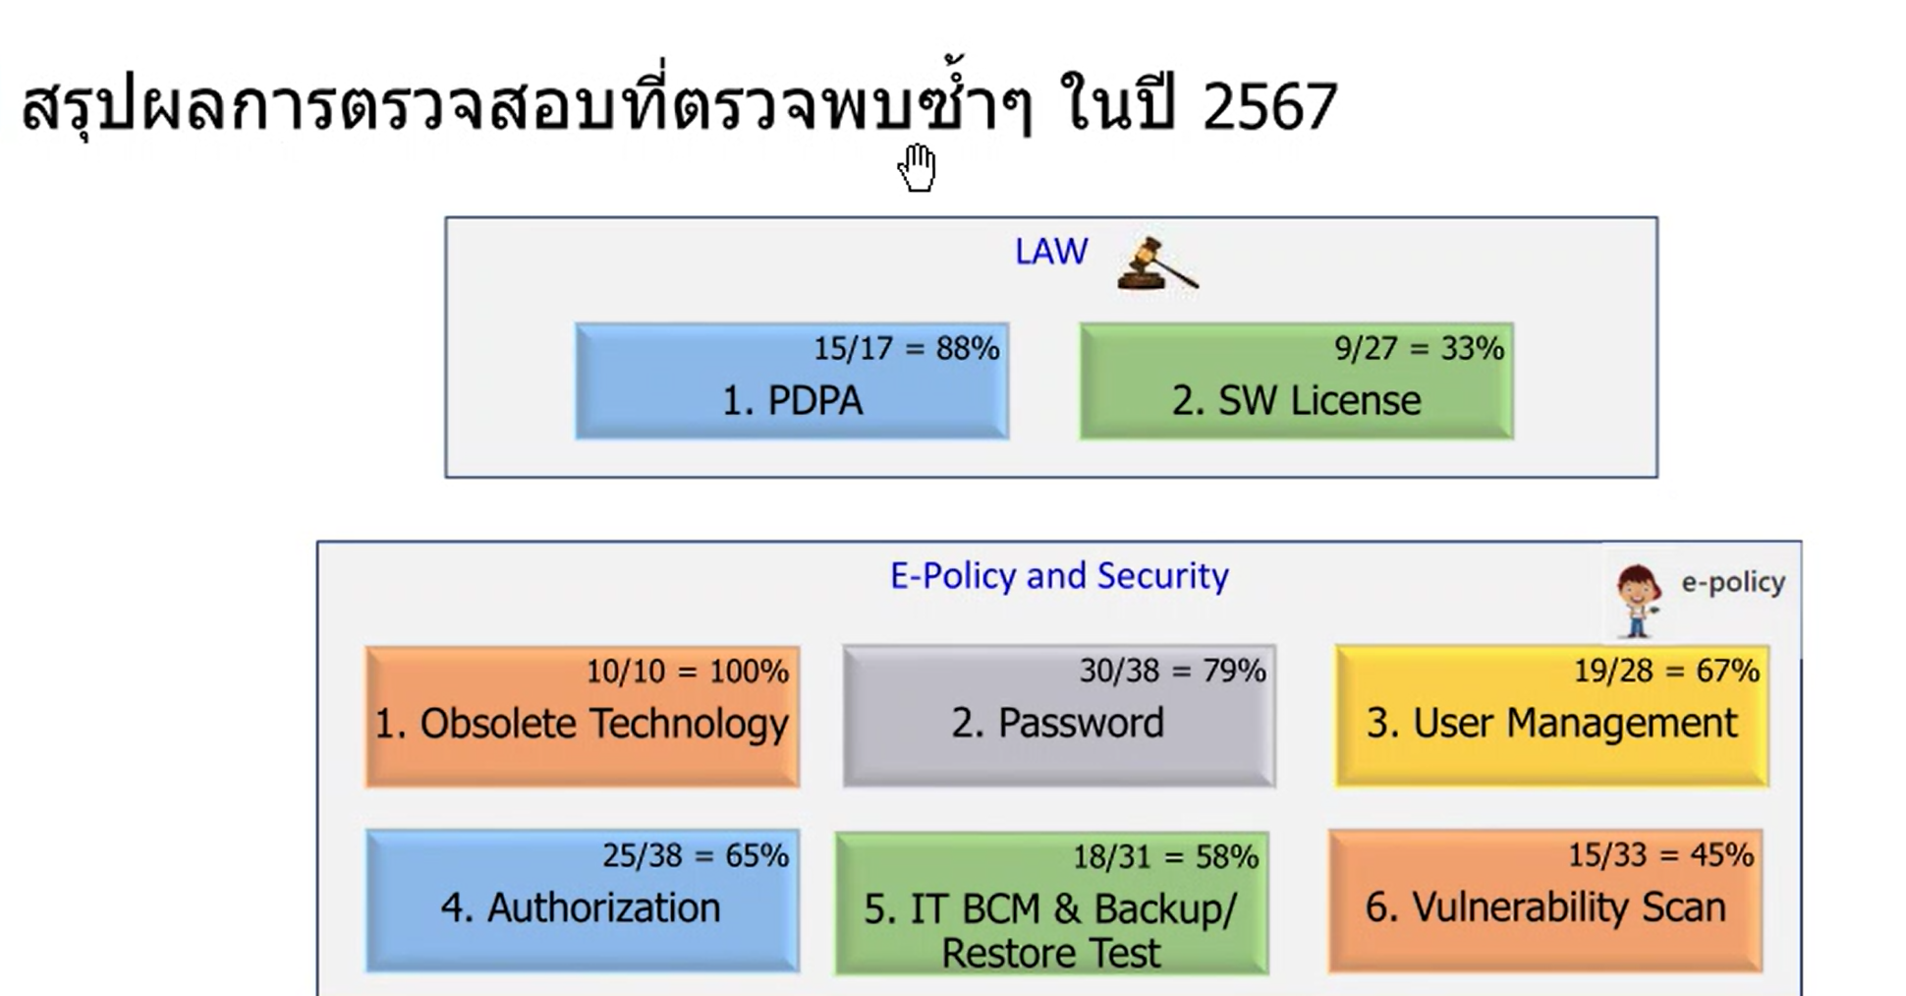 สรุปผลการตรวจสอบที่ตรวจพบซ้ำๆ ในปี 2567
LAW
15/17 = 88%
1. PDPA
9/27 = 33%
2. SW License
E-Policy and Security
e-policy
10/10 = 100%
1. Obsolete Technology
30/38 = 79%
2. Password
19/28 = 67%
3. User Management
25/38 = 65%
4. Authorization
18/31 = 58%
5. IT BCM & Backup/
Restore Test
15/33 = 45%
6. Vulnerability Scan